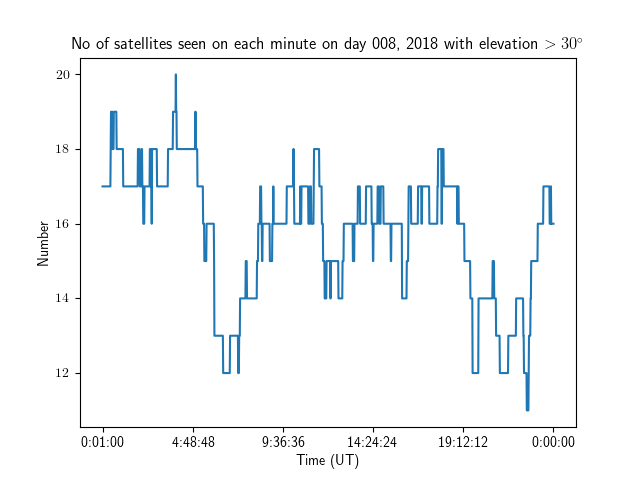 No of satellites seen on each minute on day 008, 2018 with elevation > 30°
20
18
16
14
12
Number
0:01:00 4:48:48 9:36:36 14:24:24 19:12:12 0:00:00
Time (UT)